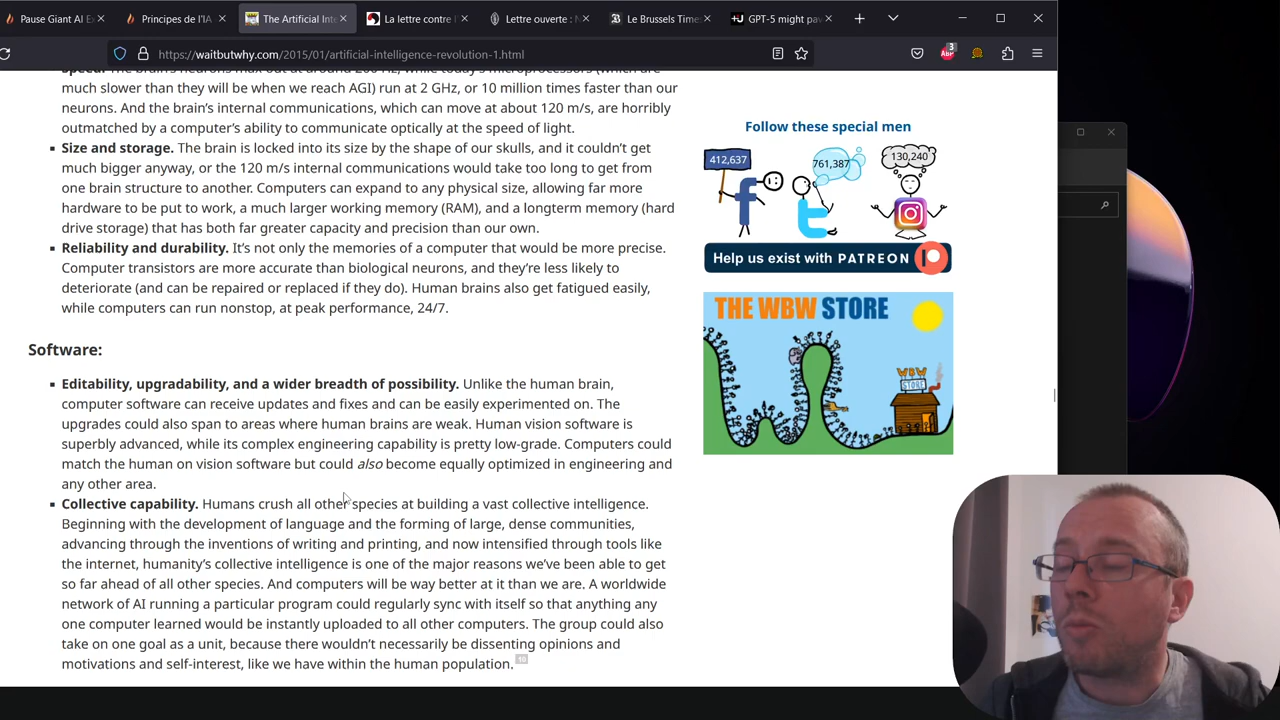 Pause Giant AI Ex
Principes de l'IA
The Artificial Inte
La lettre contre l'
Lettre ouverte : N
Le Brussels Times
GPT-5 might pav
https://waitbutwhy.com/2015/01/artificial-intelligence-revolution-1.html
3
ABP
Speed. The brain's neurons max out at around 200 Hz, while today's microprocessors (which are
much slower than they will be when we reach AGI) run at 2 GHz, or 10 million times faster than our
neurons. And the brain's internal communications, which can move at about 120 m/s, are horribly
outmatched by a computer's ability to communicate optically at the speed of light.
Size and storage. The brain is locked into its size by the shape of our skulls, and it couldn't get
much bigger anyway, or the 120 m/s internal communications would take too long to get from
one brain structure to another. Computers can expand to any physical size, allowing far more
hardware to be put to work, a much larger working memory (RAM), and a longterm memory (hard
drive storage) that has both far greater capacity and precision than our own.
Reliability and durability. It's not only the memories of a computer that would be more precise.
Computer transistors are more accurate than biological neurons, and they're less likely to
deteriorate (and can be repaired or replaced if they do). Human brains also get fatigued easily,
while computers can run nonstop, at peak performance, 24/7.
Software:
Editability, upgradability, and a wider breadth of possibility. Unlike the human brain,
computer software can receive updates and fixes and can be easily experimented on. The
upgrades could also span to areas where human brains are weak. Human vision software is
superbly advanced, while its complex engineering capability is pretty low-grade. Computers could
match the human on vision software but could also become equally optimized in engineering and
any other area.
Collective capability. Humans crush all other species at building a vast collective intelligence.
Beginning with the development of language and the forming of large, dense communities,
advancing through the inventions of writing and printing, and now intensified through tools like
the internet, humanity's collective intelligence is one of the major reasons we've been able to get
so far ahead of all other species. And computers will be way better at it than we are. A worldwide
network of AI running a particular program could regularly sync with itself so that anything any
one computer learned would be instantly uploaded to all other computers. The group could also
take on one goal as a unit, because there wouldn't necessarily be dissenting opinions and
motivations and self-interest, like we have within the human population. 10
Follow these special men
412,637
761,387
130,240
Help us exist with PATREON
THE WBW STORE
WBW
STORE